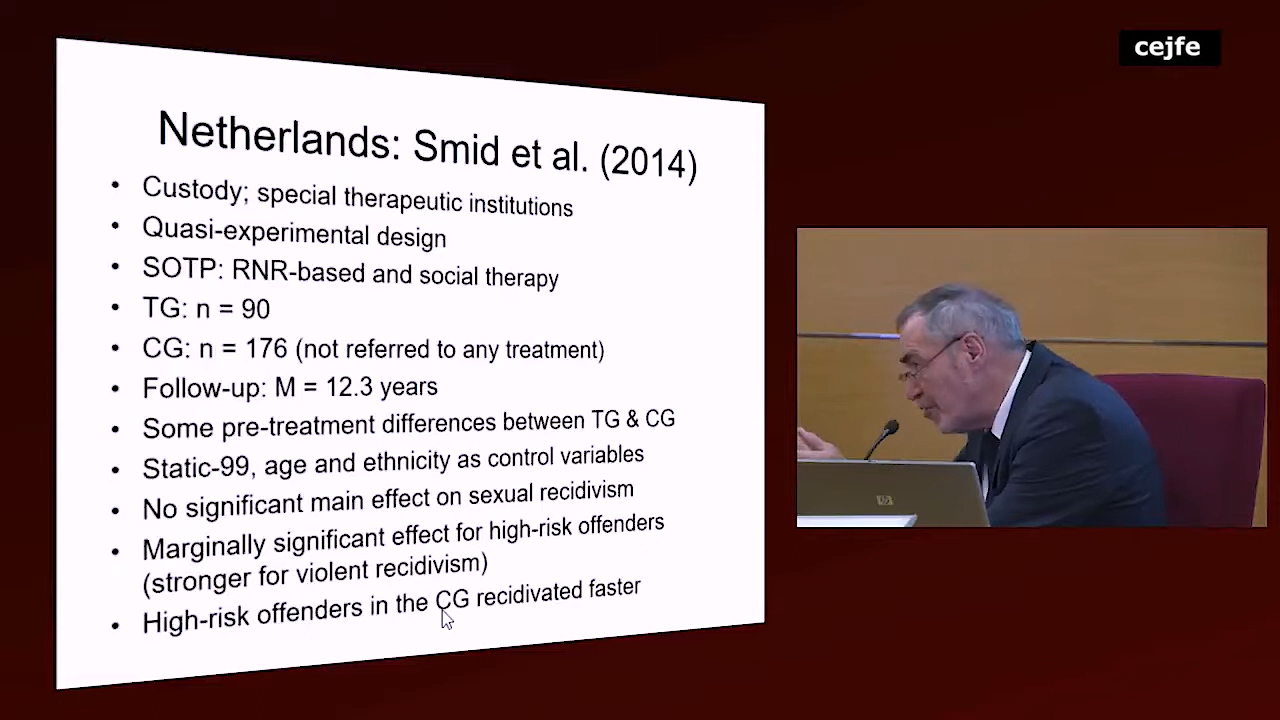 cejfe
Netherlands: Smid et al. (2014)
• Custody; special therapeutic institutions
• Quasi-experimental design
• SOTP: RNR-based and social therapy
• TG: n = 90
• CG: n = 176 (not referred to any treatment)
• Follow-up: M = 12.3 years
• Some pre-treatment differences between TG & CG
• Static-99, age and ethnicity as control variables
• No significant main effect on sexual recidivism
• Marginally significant effect for high-risk offenders
(stronger for violent recidivism)
• High-risk offenders in the CG recidivated faster
hp